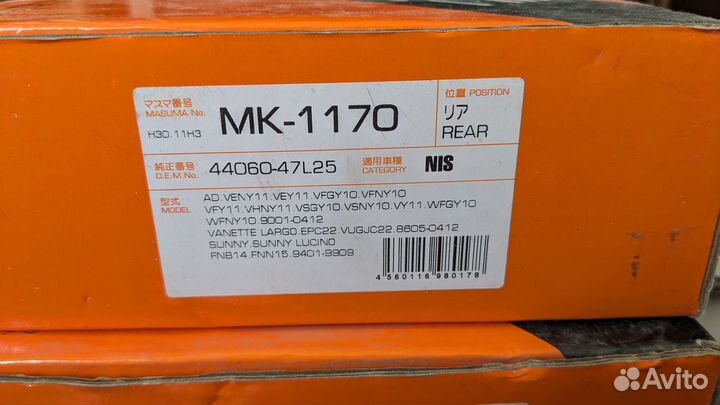 マスマ番号 MASUMA No. MK-1170
H30.11H3
位置 POSITION
リア
REAR
純正番号 O.E.M.No. 44060-47L25 適用車種 CATEGORY NIS
型式 MODEL
AD.VENY11.VEY11.VFGY10.VFNY10
VFY11.VHNY11.VSGY10.VSNY10.VY11.WFGY10
WFNY10.9001-0412
VANETTE LARGO.EPC22.VUGJC22.8605-0412
SUNNY.SUNNY LUCINO
FNB14.FNN15.9401-9909
4 560116 980178
Avito